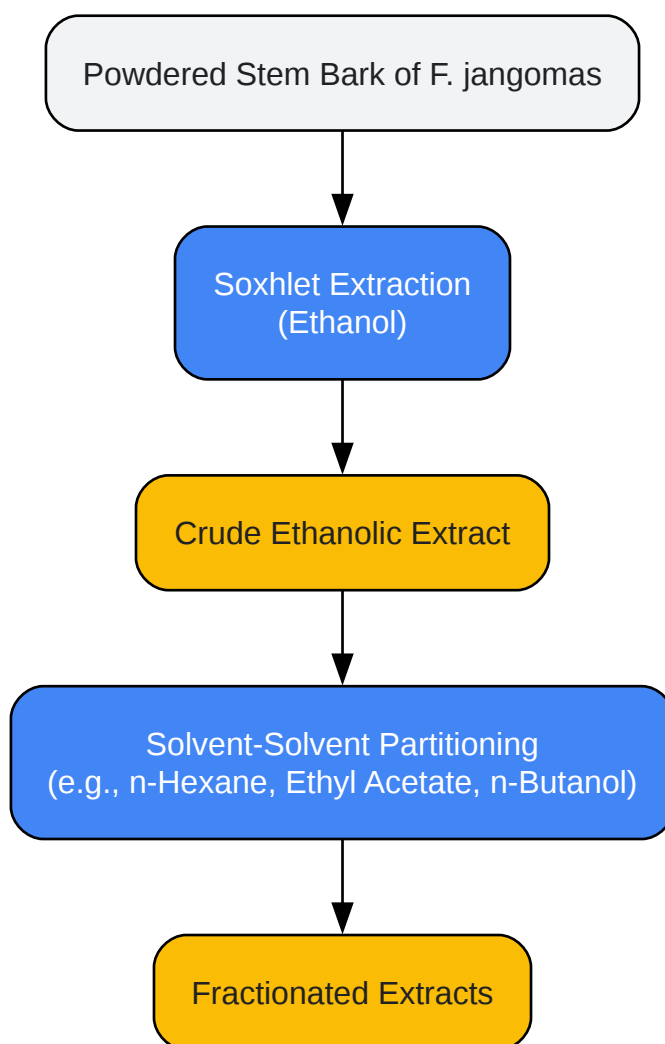 Powdered Stem Bark of F. jangomas
Soxhlet Extraction
(Ethanol)
Crude Ethanolic Extract
Solvent-Solvent Partitioning
(e.g., n-Hexane, Ethyl Acetate, n-Butanol)
Fractionated Extracts